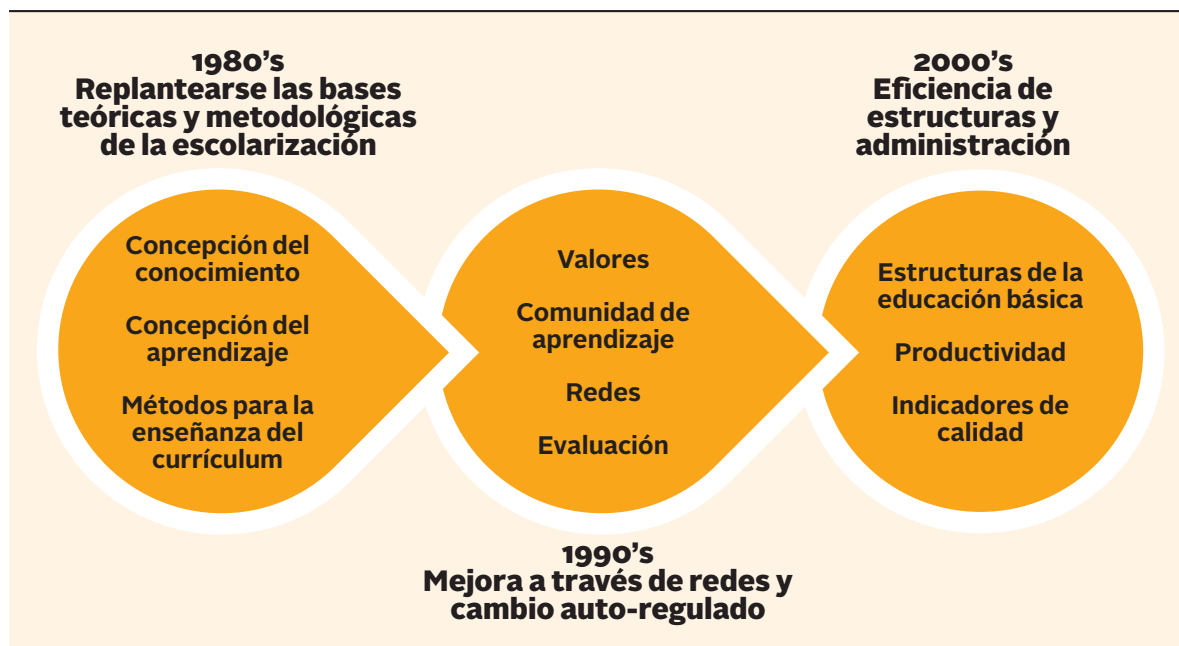 1980's
Replantearse las bases
teóricas y metodológicas
de la escolarización
Concepción del
conocimiento
Concepción del
aprendizaje
Métodos para la
enseñanza del
currículum
Valores
Comunidad de
aprendizaje
Redes
Evaluación
1990's
Mejora a través de redes y
cambio auto-regulado
2000's
Eficiencia de
estructuras y
administración
Estructuras de la
educación básica
Productividad
Indicadores de
calidad